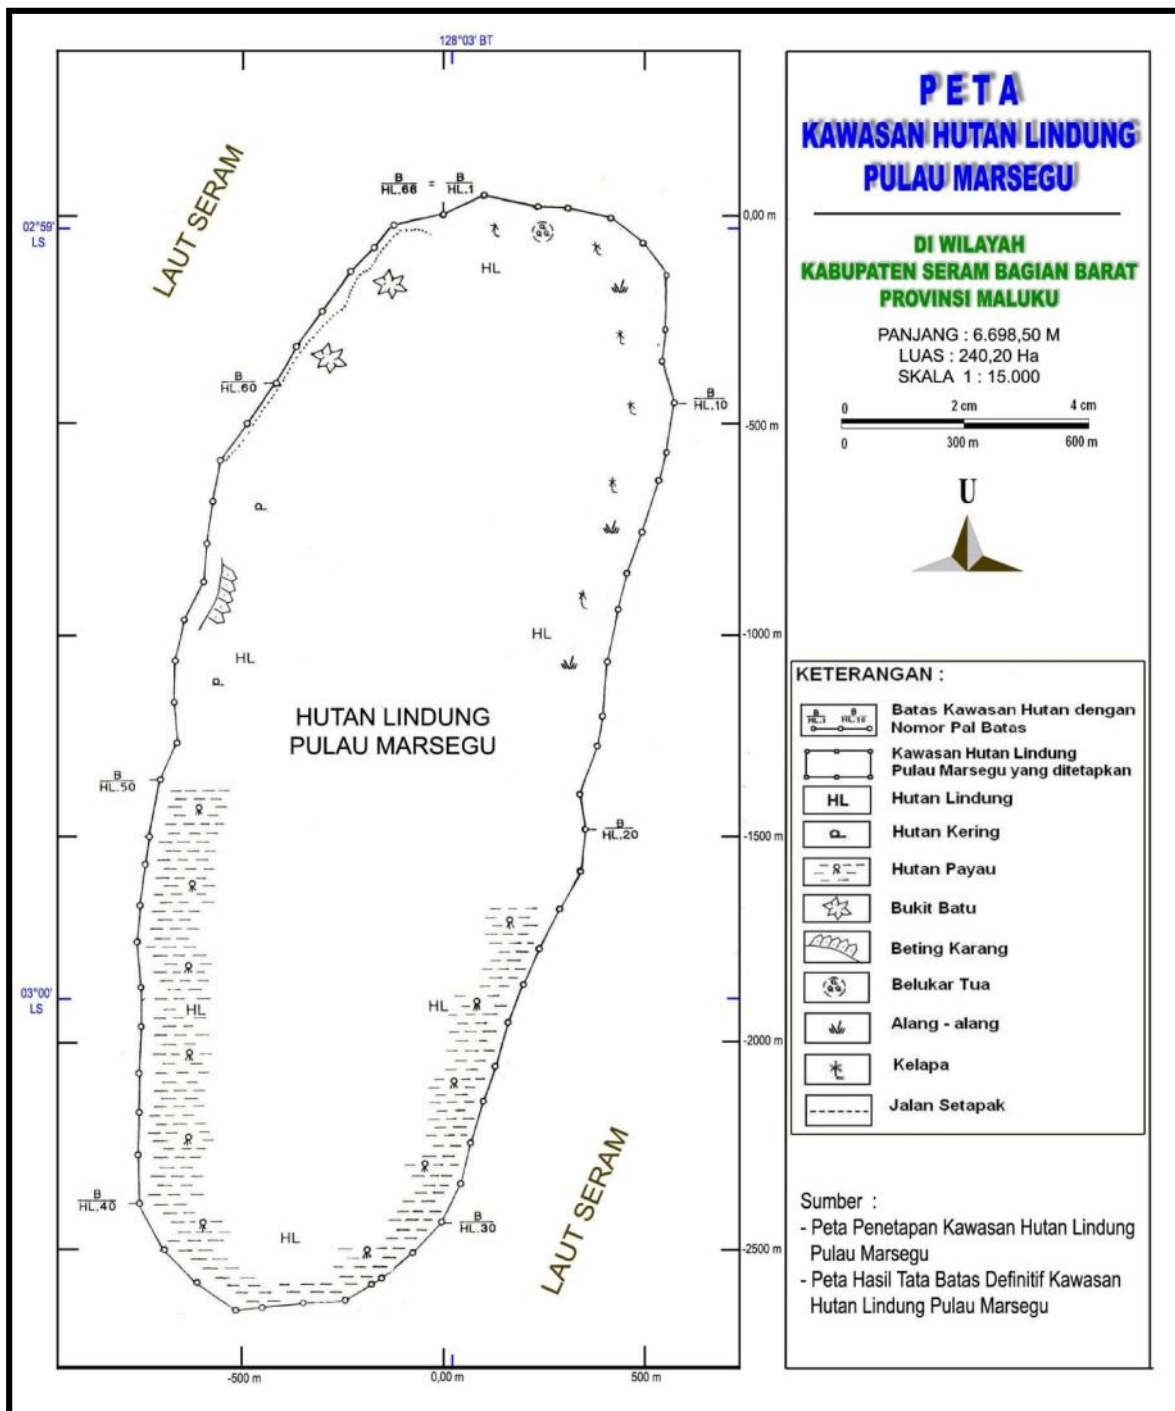 128°03' BT
LAUT SERAM
B
HL.66 = B
HL.1
02°59'
LS
0,00 m
HL
B
HL.60
B
HL.10
-500 m
-1000 m
HL
HL
HUTAN LINDUNG
PULAU MARSEGU
B
HL.50
B
HL.20
-1500 m
03°00'
LS
HL
HL
-2000 m
LAUT SERAM
B
HL.40
B
HL.30
HL
-2500 m
-500 m
0,00 m
500 m
PETA
KAWASAN HUTAN LINDUNG
PULAU MARSEGU
DI WILAYAH
KABUPATEN SERAM BAGIAN BARAT
PROVINSI MALUKU
PANJANG : 6.698,50 M
LUAS : 240,20 Ha
SKALA 1 : 15.000
0 2 cm 4 cm
0 300 m 600 m
U
KETERANGAN :
B
HL.1
B
HL.10
Batas Kawasan Hutan dengan
Nomor Pal Batas
Kawasan Hutan Lindung
Pulau Marsegu yang ditetapkan
HL Hutan Lindung
Hutan Kering
Hutan Payau
Bukit Batu
Beting Karang
Belukar Tua
Alang - alang
Kelapa
Jalan Setapak
Sumber :
- Peta Penetapan Kawasan Hutan Lindung
Pulau Marsegu
- Peta Hasil Tata Batas Definitif Kawasan
Hutan Lindung Pulau Marsegu